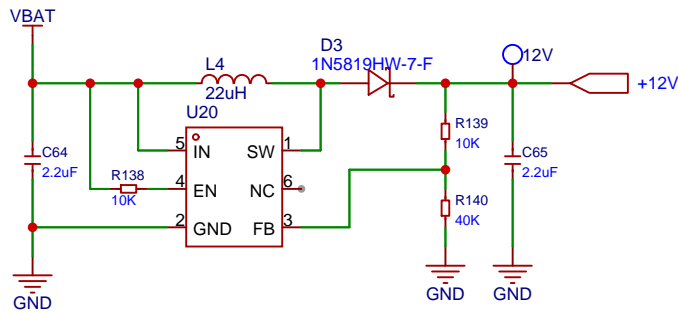 VBAT
L4
22uH
D3
1N5819HW-7-F
12V
+12V
U20
C64
2.2uF
R138
10K
5
IN
SW
1
4
EN
NC
6
2
GND
FB
3
R139
10K
R140
40K
C65
2.2uF
GND
GND
GND